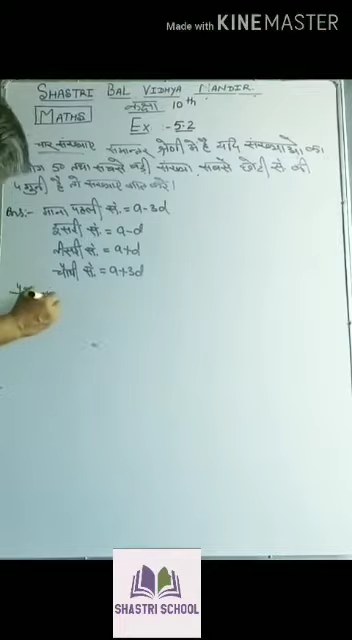 Made with KINEMASTER
SHASTRI BAL VIDHYA MANDIR.
कक्षा 10th
MATHS
Ex :-5.2
चार संख्याएं समान्तर श्रेणी में हैं यदि संख्याओ का
योग 50 तथा सबसे बड़ी संख्या सबसे छोटी सं. की
4 गुनी है तो संख्याएं ज्ञात करे।
Ans:- माना पहली सं. = a-3d
दूसरी सं. = a-d
तीसरी सं. = a+d
चौथी सं. = a+3d
SHASTRI SCHOOL